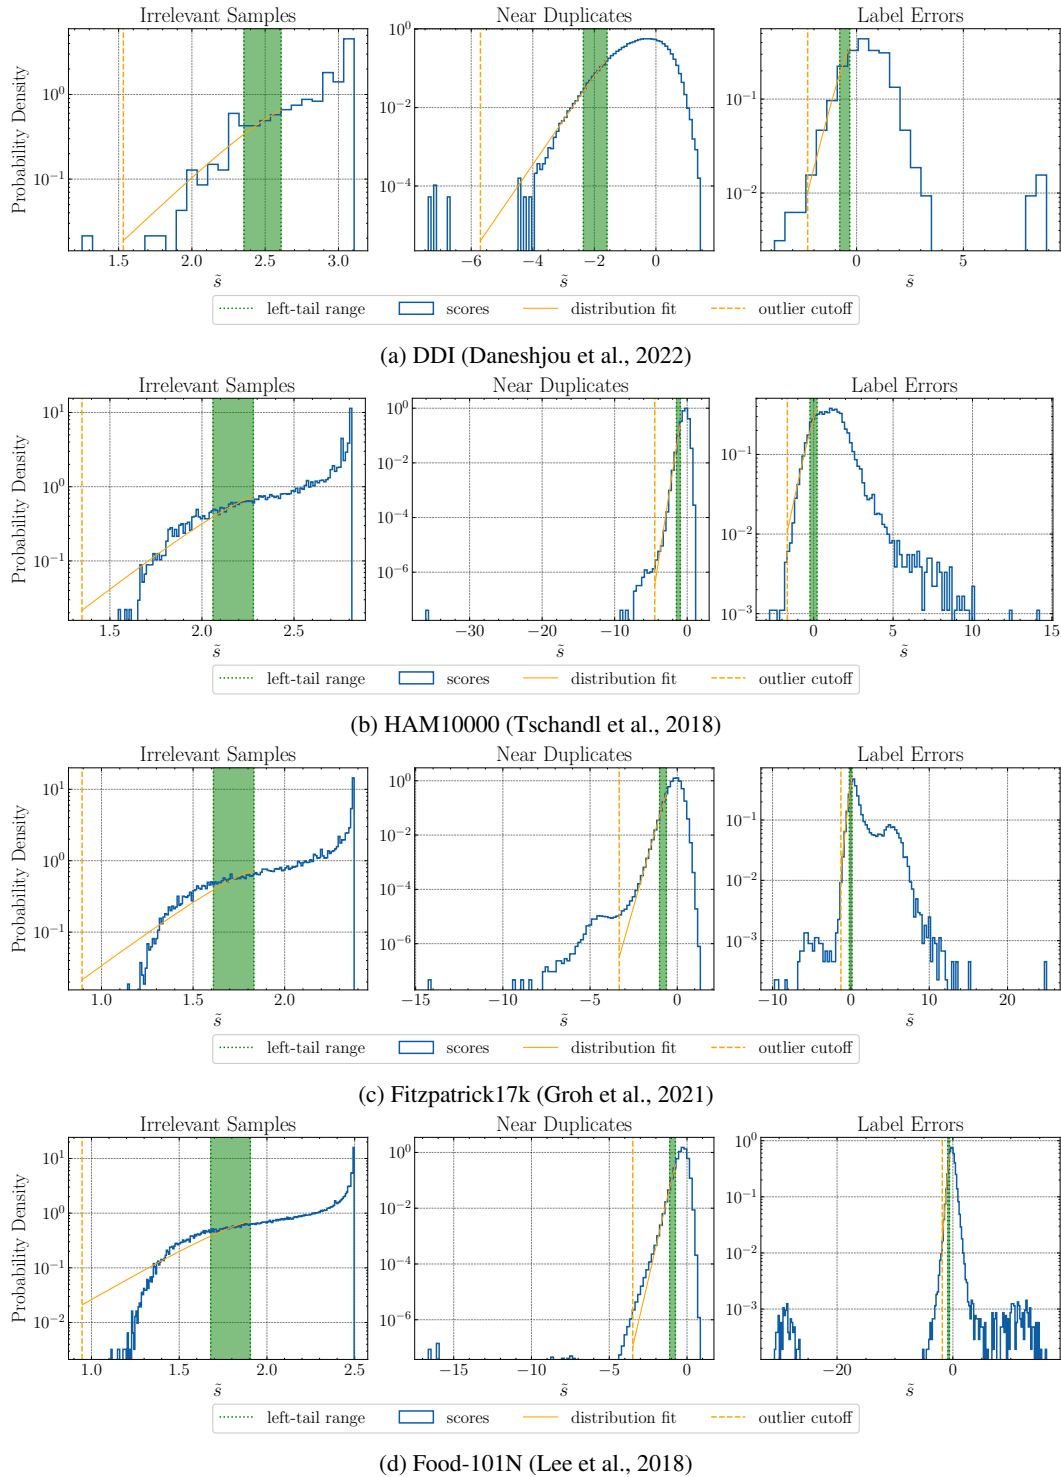 Irrelevant Samples Near Duplicates Label Errors
Probability Density
10^0
10^-1
1.5 2.0 2.5 3.0
s̃
10^0
10^-2
10^-4
−6 −4 −2 0
s̃
10^-1
10^-2
0 5
s̃
left-tail range scores distribution fit outlier cutoff
(a) DDI (Daneshjou et al., 2022)
Irrelevant Samples Near Duplicates Label Errors
Probability Density
10^1
10^0
10^-1
1.5 2.0 2.5
s̃
10^0
10^-2
10^-4
10^-6
−30 −20 −10 0
s̃
10^-1
10^-2
10^-3
0 5 10 15
s̃
left-tail range scores distribution fit outlier cutoff
(b) HAM10000 (Tschandl et al., 2018)
Irrelevant Samples Near Duplicates Label Errors
Probability Density
10^1
10^0
10^-1
1.0 1.5 2.0
s̃
10^0
10^-2
10^-4
10^-6
−15 −10 −5 0
s̃
10^-1
10^-3
−10 0 10 20
s̃
left-tail range scores distribution fit outlier cutoff
(c) Fitzpatrick17k (Groh et al., 2021)
Irrelevant Samples Near Duplicates Label Errors
Probability Density
10^1
10^0
10^-1
10^-2
1.0 1.5 2.0 2.5
s̃
10^0
10^-2
10^-4
10^-6
−15 −10 −5 0
s̃
10^0
10^-1
10^-2
10^-3
−20 0
s̃
left-tail range scores distribution fit outlier cutoff
(d) Food-101N (Lee et al., 2018)